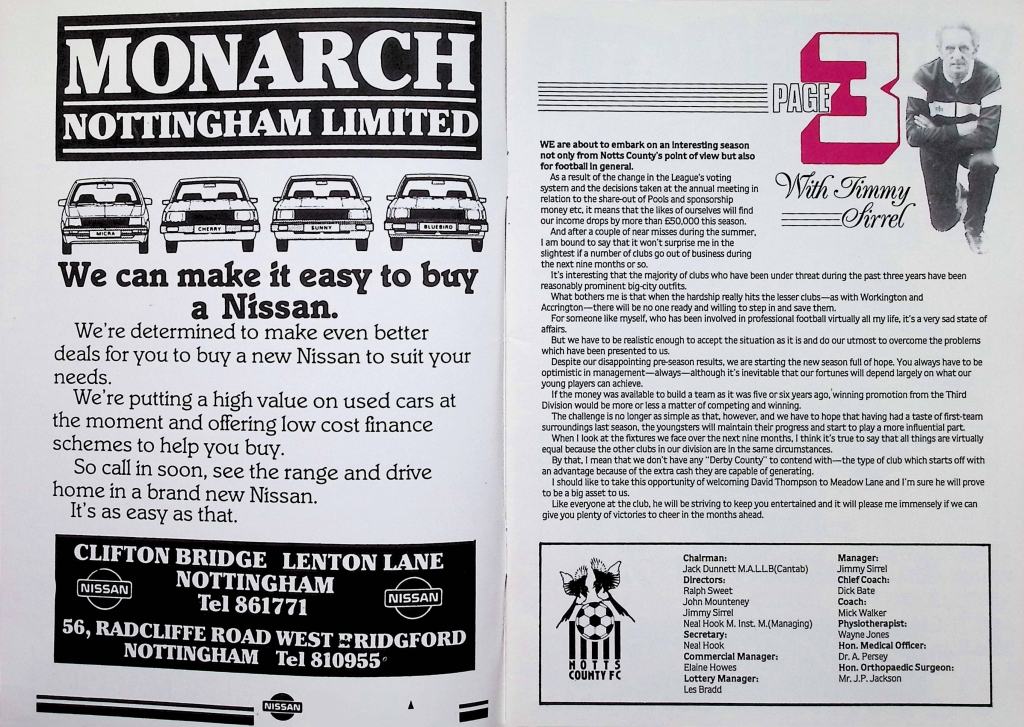 MONARCH
NOTTINGHAM LIMITED
MICRA
CHERRY
SUNNY
BLUEBIRD
We can make it easy to buy
a Nissan.
We're determined to make even better
deals for you to buy a new Nissan to suit your
needs.
We're putting a high value on used cars at
the moment and offering low cost finance
schemes to help you buy.
So call in soon, see the range and drive
home in a brand new Nissan.
It's as easy as that.
CLIFTON BRIDGE LENTON LANE
NOTTINGHAM
Tel 861771
NISSAN
NISSAN
56, RADCLIFFE ROAD WEST BRIDGFORD
NOTTINGHAM Tel 810955
NISSAN
PAGE 3
With Jimmy
Sirrel
WE are about to embark on an interesting season
not only from Notts County's point of view but also
for football in general.
As a result of the change in the League's voting
system and the decisions taken at the annual meeting in
relation to the share-out of Pools and sponsorship
money etc, it means that the likes of ourselves will find
our income drops by more than £50,000 this season.
And after a couple of near misses during the summer,
I am bound to say that it won't surprise me in the
slightest if a number of clubs go out of business during
the next nine months or so.
It's interesting that the majority of clubs who have been under threat during the past three years have been
reasonably prominent big-city outfits.
What bothers me is that when the hardship really hits the lesser clubs—as with Workington and
Accrington—there will be no one ready and willing to step in and save them.
For someone like myself, who has been involved in professional football virtually all my life, it's a very sad state of
affairs.
But we have to be realistic enough to accept the situation as it is and do our utmost to overcome the problems
which have been presented to us.
Despite our disappointing pre-season results, we are starting the new season full of hope. You always have to be
optimistic in management—always—although it's inevitable that our fortunes will depend largely on what our
young players can achieve.
If the money was available to build a team as it was five or six years ago, winning promotion from the Third
Division would be more or less a matter of competing and winning.
The challenge is no longer as simple as that, however, and we have to hope that having had a taste of first-team
surroundings last season, the youngsters will maintain their progress and start to play a more influential part.
When I look at the fixtures we face over the next nine months, I think it's true to say that all things are virtually
equal because the other clubs in our division are in the same circumstances.
By that, I mean that we don't have any "Derby County" to contend with—the type of club which starts off with
an advantage because of the extra cash they are capable of generating.
I should like to take this opportunity of welcoming David Thompson to Meadow Lane and I'm sure he will prove
to be a big asset to us.
Like everyone at the club, he will be striving to keep you entertained and it will please me immensely if we can
give you plenty of victories to cheer in the months ahead.
NOTTS
COUNTY FC
Chairman:
Jack Dunnett M.A.L.L.B(Cantab)
Directors:
Ralph Sweet
John Mounteney
Jimmy Sirrel
Neal Hook M. Inst. M.(Managing)
Secretary:
Neal Hook
Commercial Manager:
Elaine Howes
Lottery Manager:
Les Bradd
Manager:
Jimmy Sirrel
Chief Coach:
Dick Bate
Coach:
Mick Walker
Physiotherapist:
Wayne Jones
Hon. Medical Officer:
Dr. A. Persey
Hon. Orthopaedic Surgeon:
Mr. J.P. Jackson